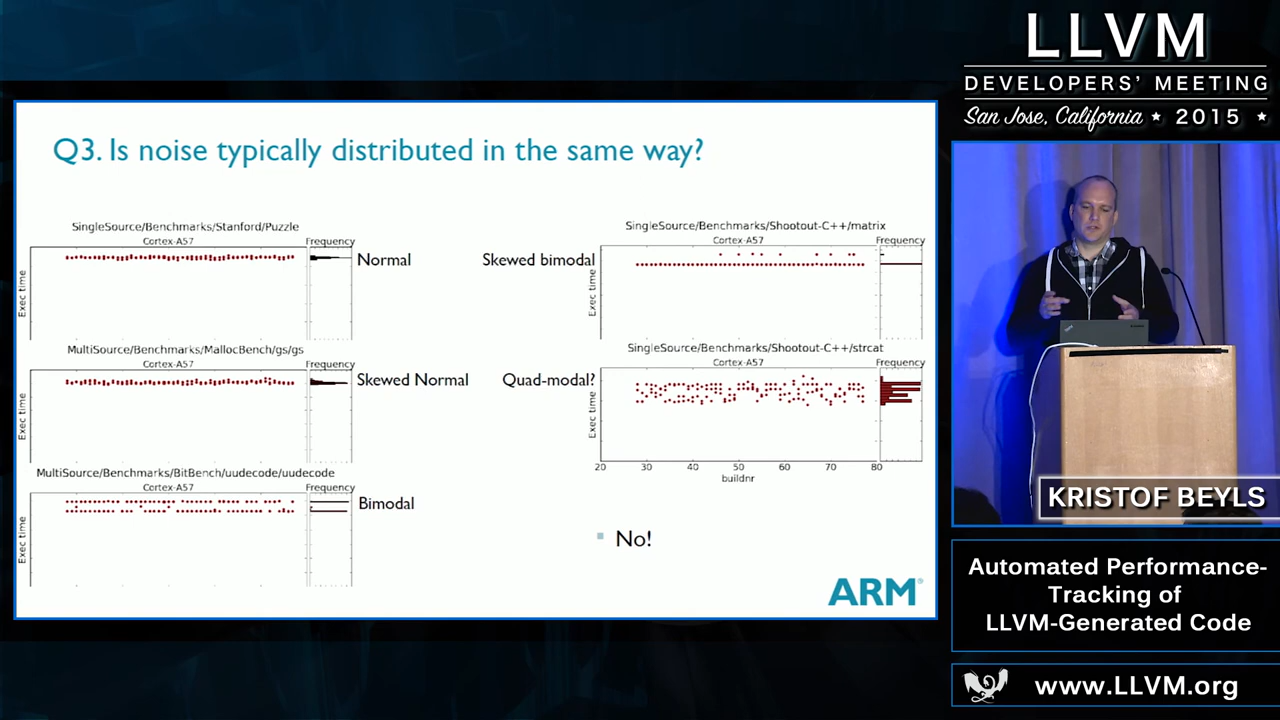 Q3. Is noise typically distributed in the same way?
SingleSource/Benchmarks/Stanford/Puzzle
Cortex-A57
Frequency
Exec time
Normal
MultiSource/Benchmarks/MallocBench/gs/gs
Cortex-A57
Frequency
Exec time
Skewed Normal
MultiSource/Benchmarks/BitBench/uudecode/uudecode
Cortex-A57
Frequency
Exec time
Bimodal
SingleSource/Benchmarks/Shootout-C++/matrix
Cortex-A57
Frequency
Skewed bimodal
Exec time
SingleSource/Benchmarks/Shootout-C++/strcat
Cortex-A57
Frequency
Quad-modal?
Exec time
20 30 40 50 60 70 80
buildnr
No!
ARM®
LLVM
DEVELOPERS' MEETING
San Jose, California ★ 2015 ★
KRISTOF BEYLS
Automated Performance-
Tracking of
LLVM-Generated Code
www.LLVM.org